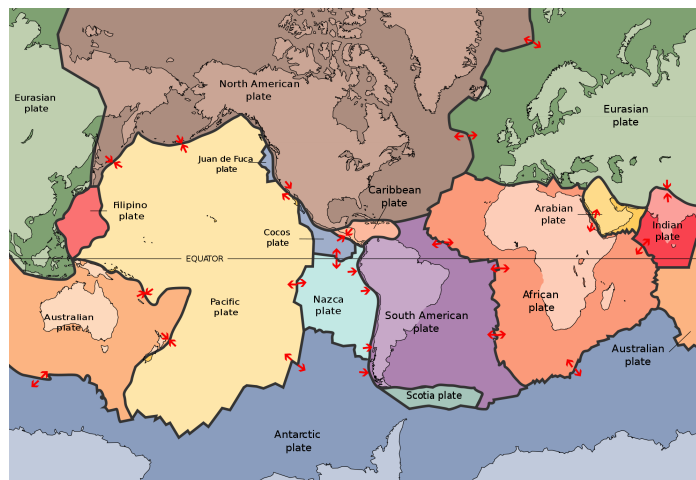 North American
plate
Eurasian
plate
Eurasian
plate
Juan de Fuca
plate
Caribbean
plate
Filipino
plate
Arabian
plate
Indian
plate
Cocos
plate
EQUATOR
Australian
plate
Pacific
plate
Nazca
plate
South American
plate
African
plate
Australian
plate
Scotia plate
Antarctic
plate